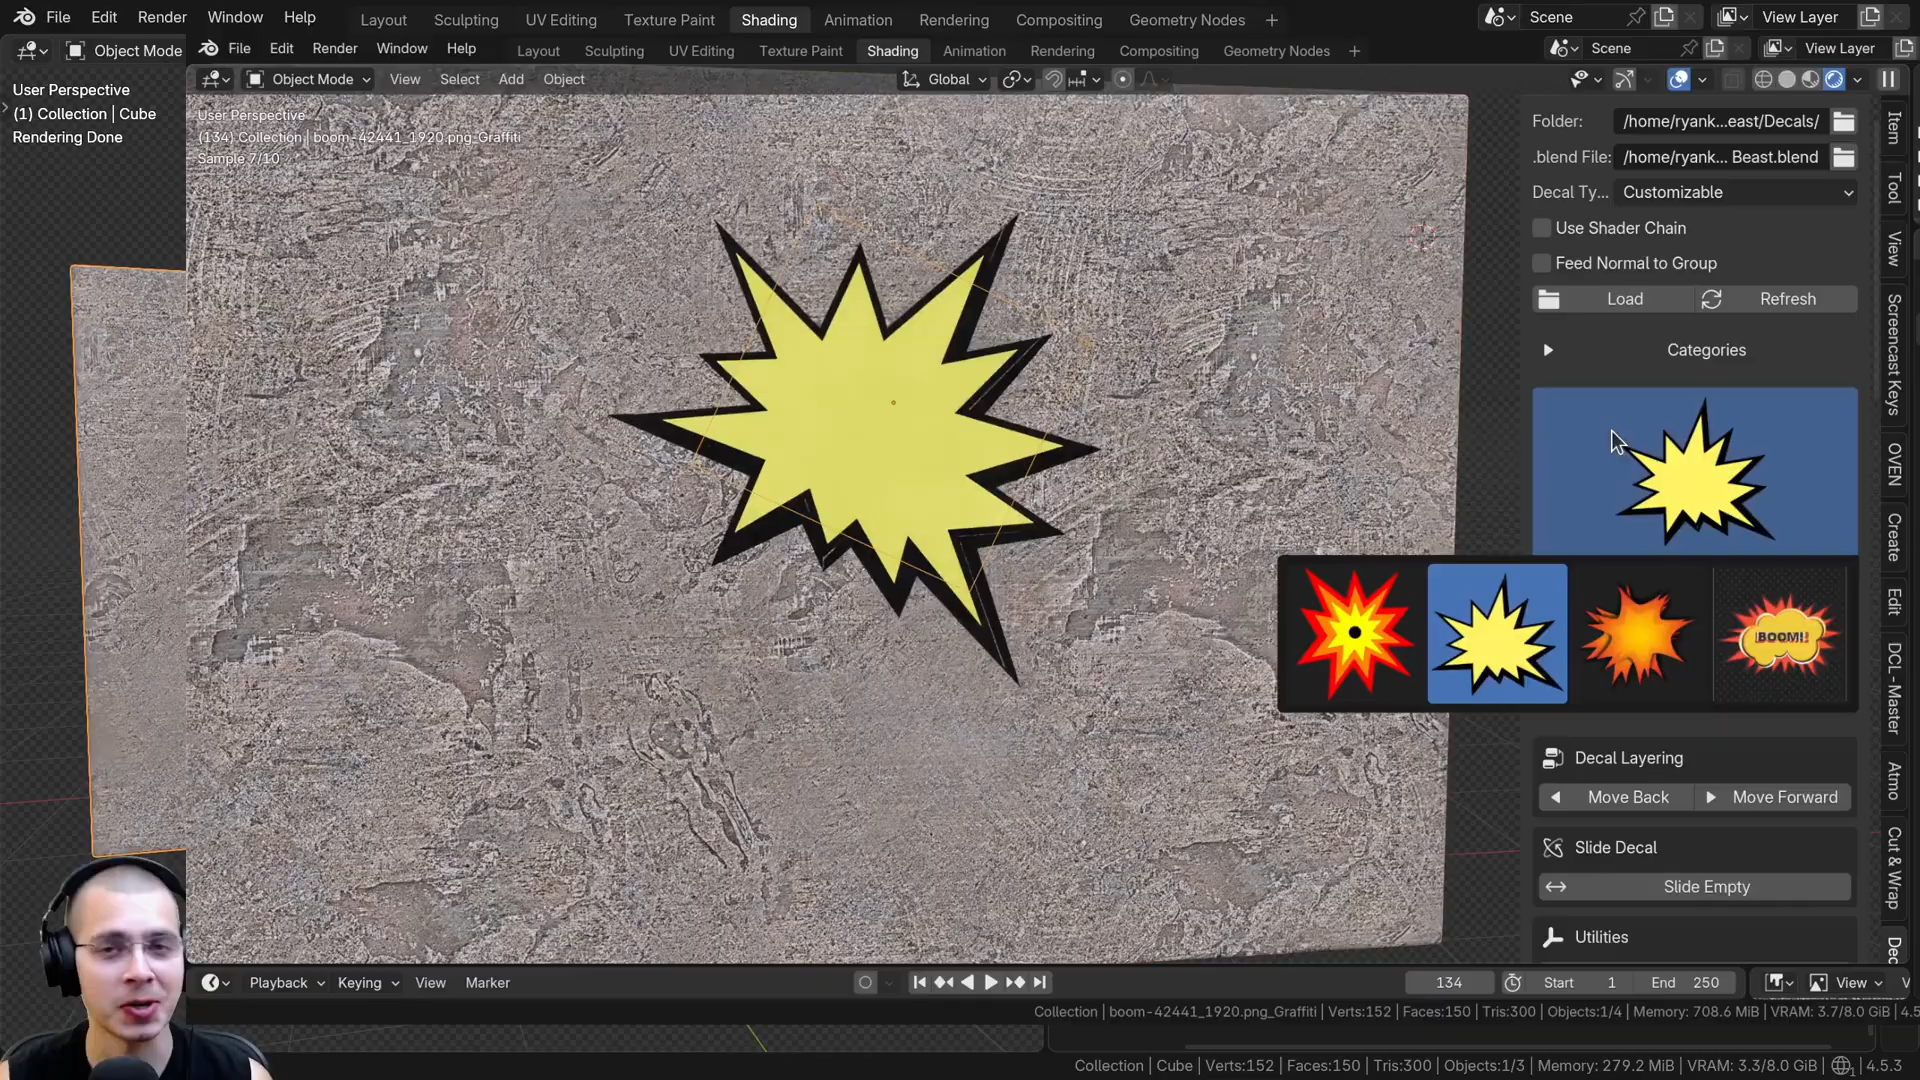 File Edit Render Window Help Layout Sculpting UV Editing Texture Paint Shading Animation Rendering Compositing Geometry Nodes + Scene View Layer
File Edit Render Window Help Layout Sculpting UV Editing Texture Paint Shading Animation Rendering Compositing Geometry Nodes + Scene View Layer
Object Mode
Object Mode View Select Add Object Global
User Perspective
(1) Collection | Cube
Rendering Done
User Perspective
(134) Collection | boom-42441_1920.png_Graffiti
Sample 7/10
Folder: /home/ryank...east/Decals/
.blend File: /home/ryank... Beast.blend
Decal Ty... Customizable
Use Shader Chain
Feed Normal to Group
Load Refresh
Categories
BOOM!!
Decal Layering
Move Back Move Forward
Slide Decal
Slide Empty
Utilities
Item
Tool
View
Screencast Keys
OVEN
Create
Edit
DCL - Master
Atmo
Cut & Wrap
Dec
Playback Keying View Marker 134 Start 1 End 250 View
Collection | boom-42441_1920.png_Graffiti | Verts:152 | Faces:150 | Tris:300 | Objects:1/4 | Memory: 708.6 MiB | VRAM: 3.7/8.0 GiB | 4.5
Collection | Cube | Verts:152 | Faces:150 | Tris:300 | Objects:1/3 | Memory: 279.2 MiB | VRAM: 3.3/8.0 GiB | 4.5.3